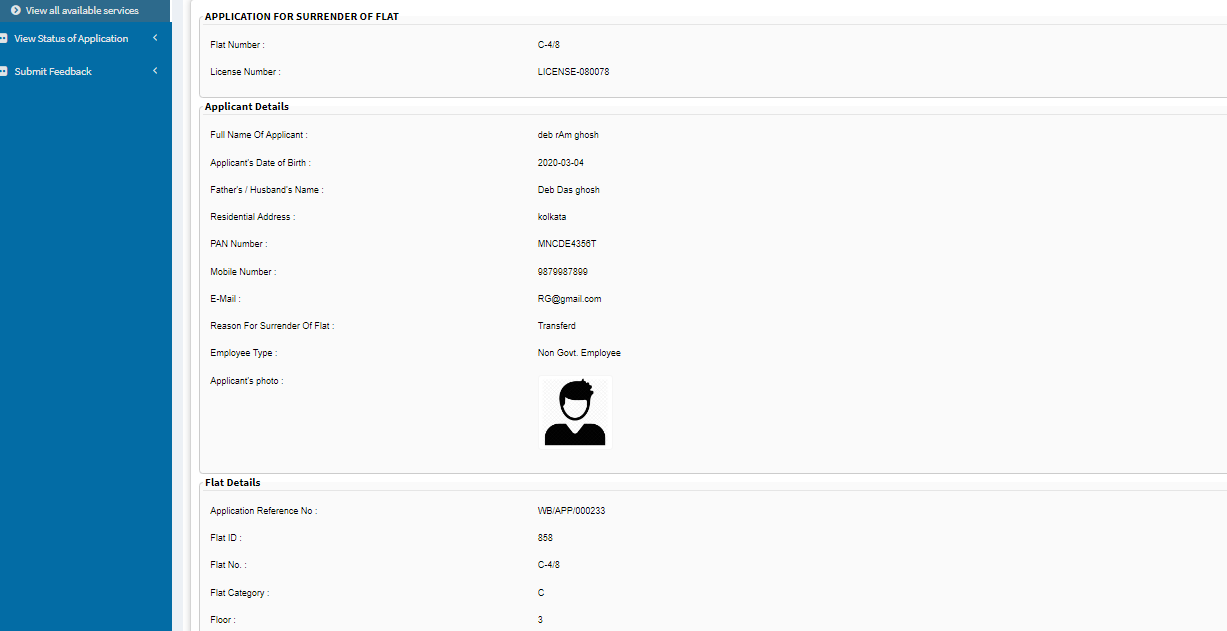 View all available services
View Status of Application
Submit Feedback
APPLICATION FOR SURRENDER OF FLAT
Flat Number : C-4/8
License Number : LICENSE-080078
Applicant Details
Full Name Of Applicant : deb rAm ghosh
Applicant's Date of Birth : 2020-03-04
Father's / Husband's Name : Deb Das ghosh
Residential Address : kolkata
PAN Number : MNCDE4356T
Mobile Number : 9879987899
E-Mail : RG@gmail.com
Reason For Surrender Of Flat : Transferd
Employee Type : Non Govt. Employee
Applicant's photo :
Flat Details
Application Reference No : WB/APP/000233
Flat ID : 858
Flat No. : C-4/8
Flat Category : C
Floor : 3